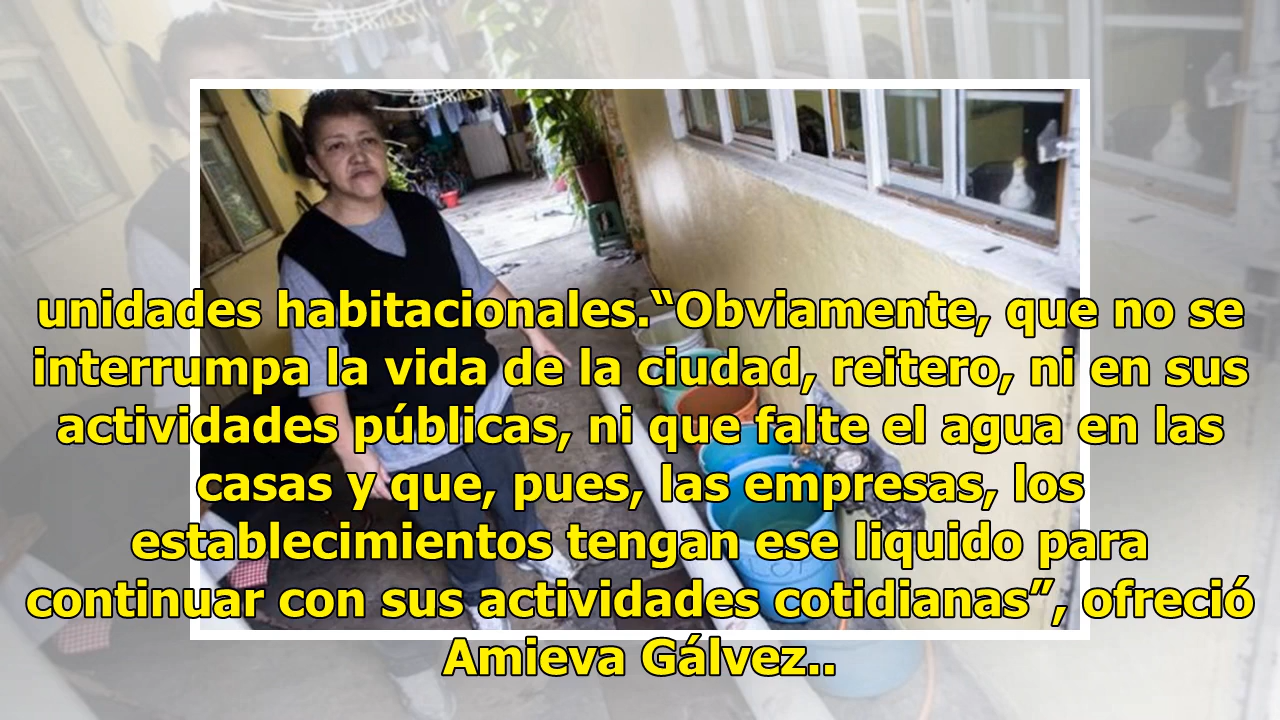 unidades habitacionales.“Obviamente, que no se
interrumpa la vida de la ciudad, reitero, ni en sus
actividades públicas, ni que falte el agua en las
casas y que, pues, las empresas, los
establecimientos tengan ese liquido para
continuar con sus actividades cotidianas”, ofreció
Amieva Gálvez..